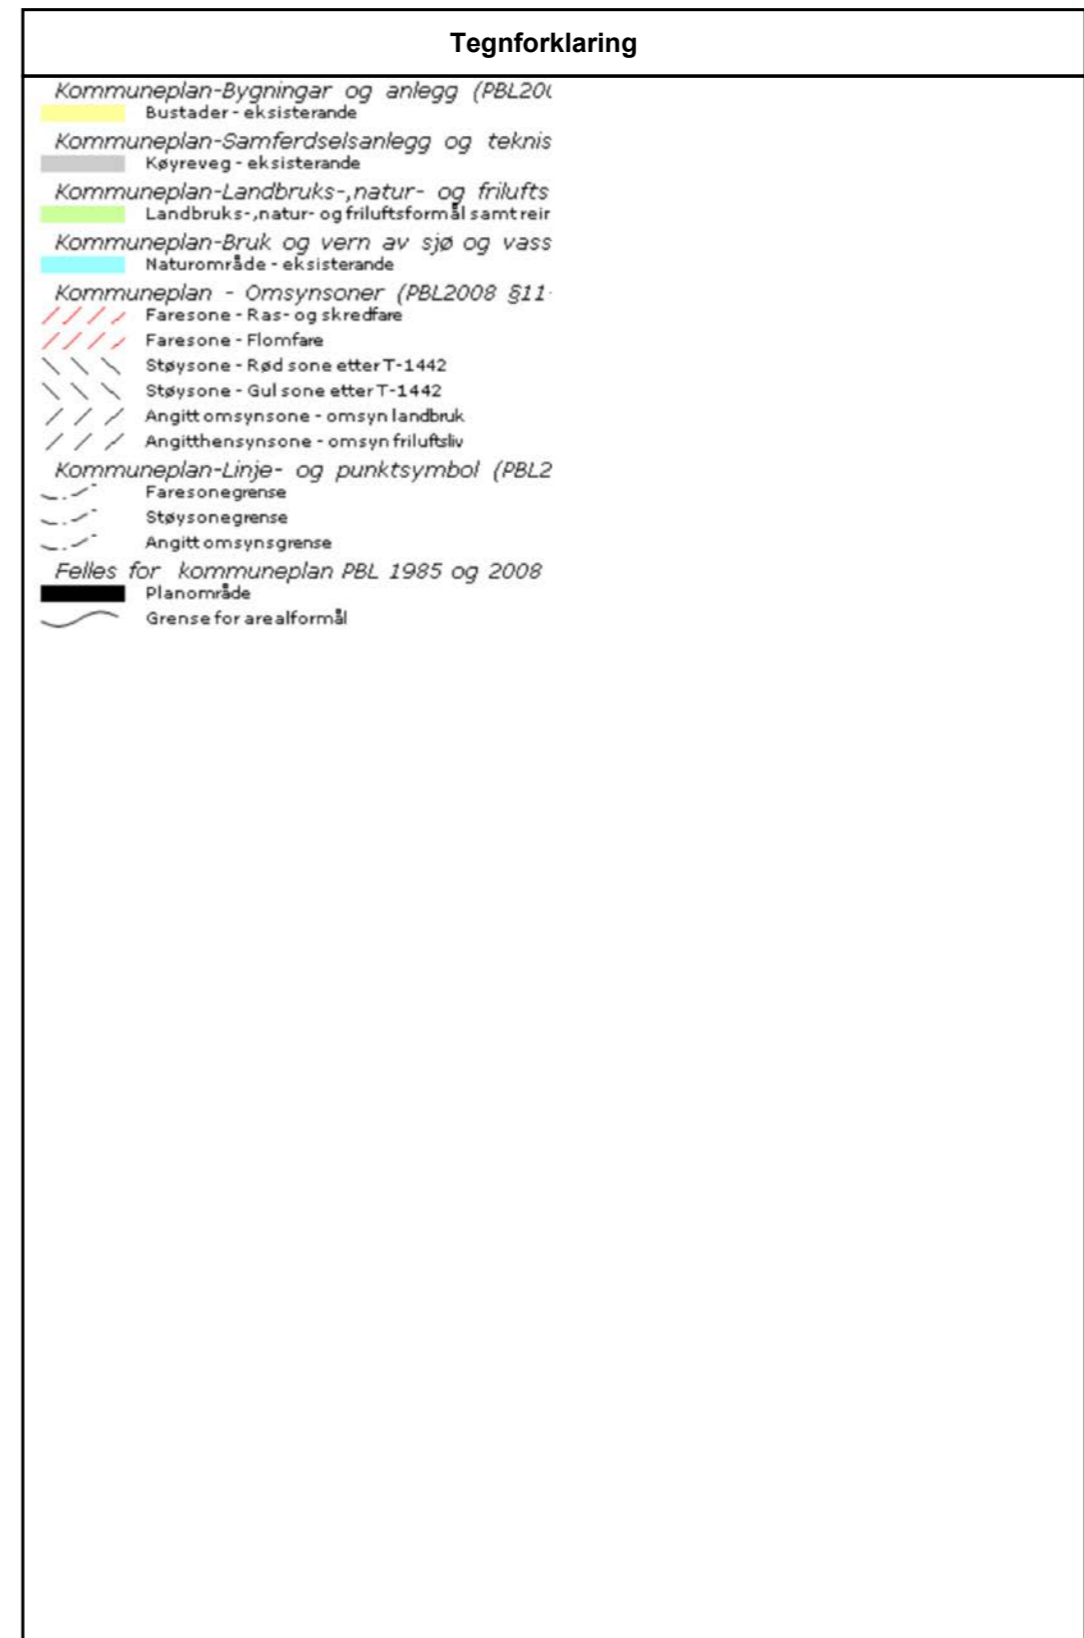 Tegnforklaring
Kommuneplan-Bygningar og anlegg (PBL200
Bustader - eksisterande
Kommuneplan-Samferdselsanlegg og teknis
Køyreveg - eksisterande
Kommuneplan-Landbruks-,natur- og frilufts
Landbruks-,natur- og friluftsformål samt reir
Kommuneplan-Bruk og vern av sjø og vass
Naturområde - eksisterande
Kommuneplan - Omsynsoner (PBL2008 §11-
Faresone - Ras- og skredfare
Faresone - Flomfare
Støysone - Rød sone etter T-1442
Støysone - Gul sone etter T-1442
Angitt omsynsone - omsyn landbruk
Angitthensynsone - omsyn friluftsliv
Kommuneplan-Linje- og punktsymbol (PBL2
Faresonegrense
Støysonegrense
Angitt omsynsgrense
Felles for kommuneplan PBL 1985 og 2008
Planområde
Grense for arealformål